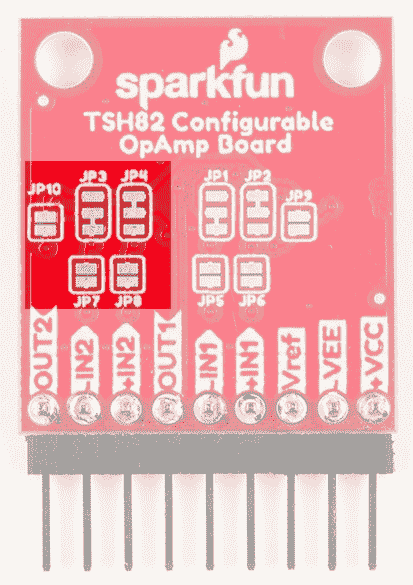 sparkfun
TSH82 Configurable
OpAmp Board
JP10 JP3 JP4 JP1 JP2 JP9
JP7 JP8 JP5 JP6
OUT2 -IN2 +IN2 OUT1 -IN1 +IN1 Vref -VEE +VCC